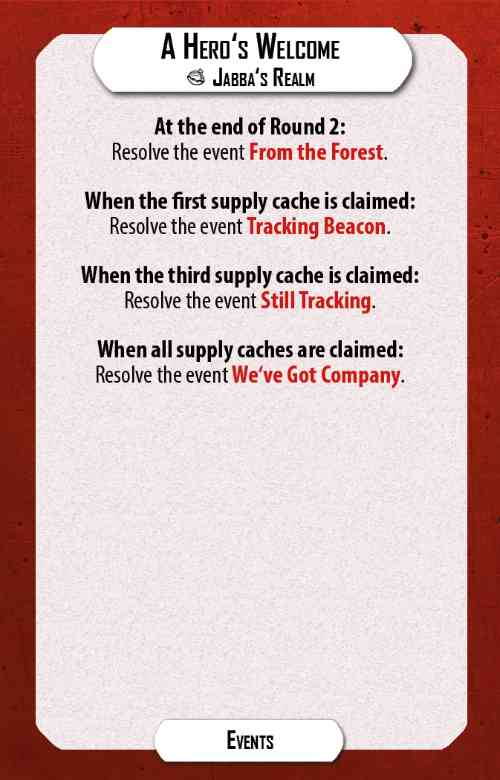 A Hero‘s Welcome
Jabba‘s Realm
At the end of Round 2:
Resolve the event From the Forest.
When the first supply cache is claimed:
Resolve the event Tracking Beacon.
When the third supply cache is claimed:
Resolve the event Still Tracking.
When all supply caches are claimed:
Resolve the event We‘ve Got Company.
Events